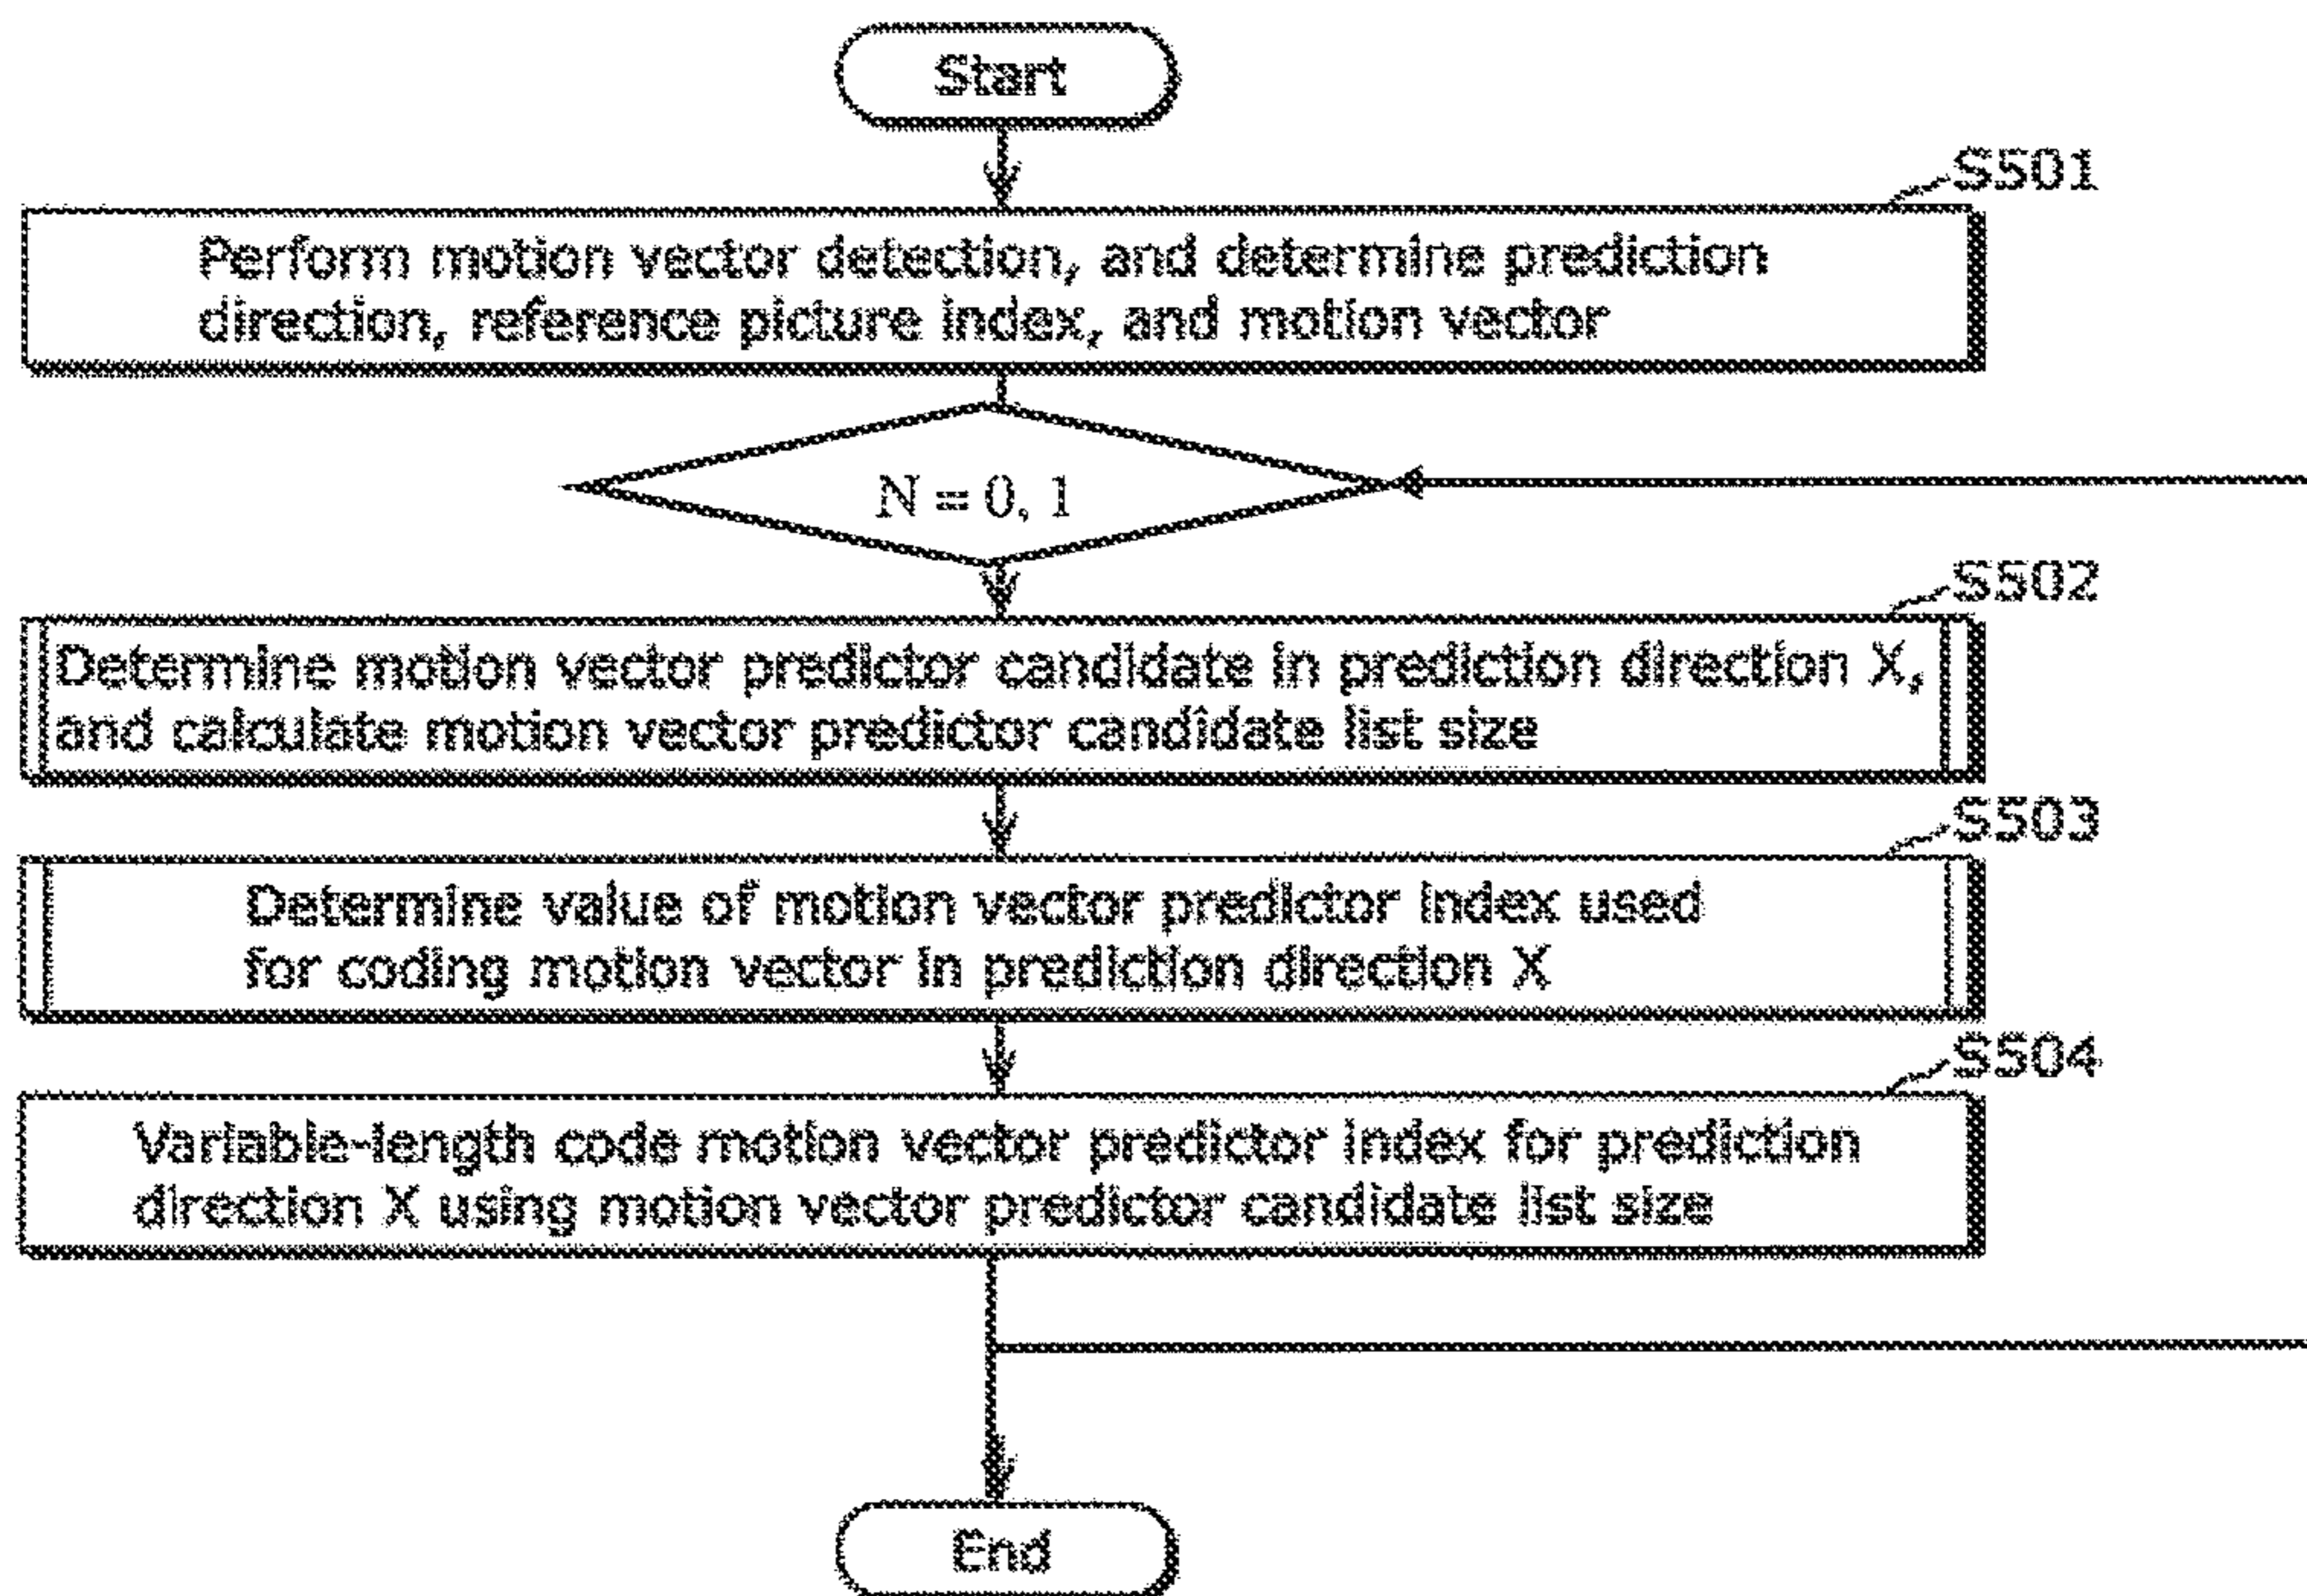 Start
S501
Perform motion vector detection, and determine prediction
direction, reference picture index, and motion vector
N = 0, 1
S502
Determine motion vector predictor candidate in prediction direction X,
and calculate motion vector predictor candidate list size
S503
Determine value of motion vector predictor index used
for coding motion vector in prediction direction X
S504
Variable-length code motion vector predictor index for prediction
direction X using motion vector predictor candidate list size
End